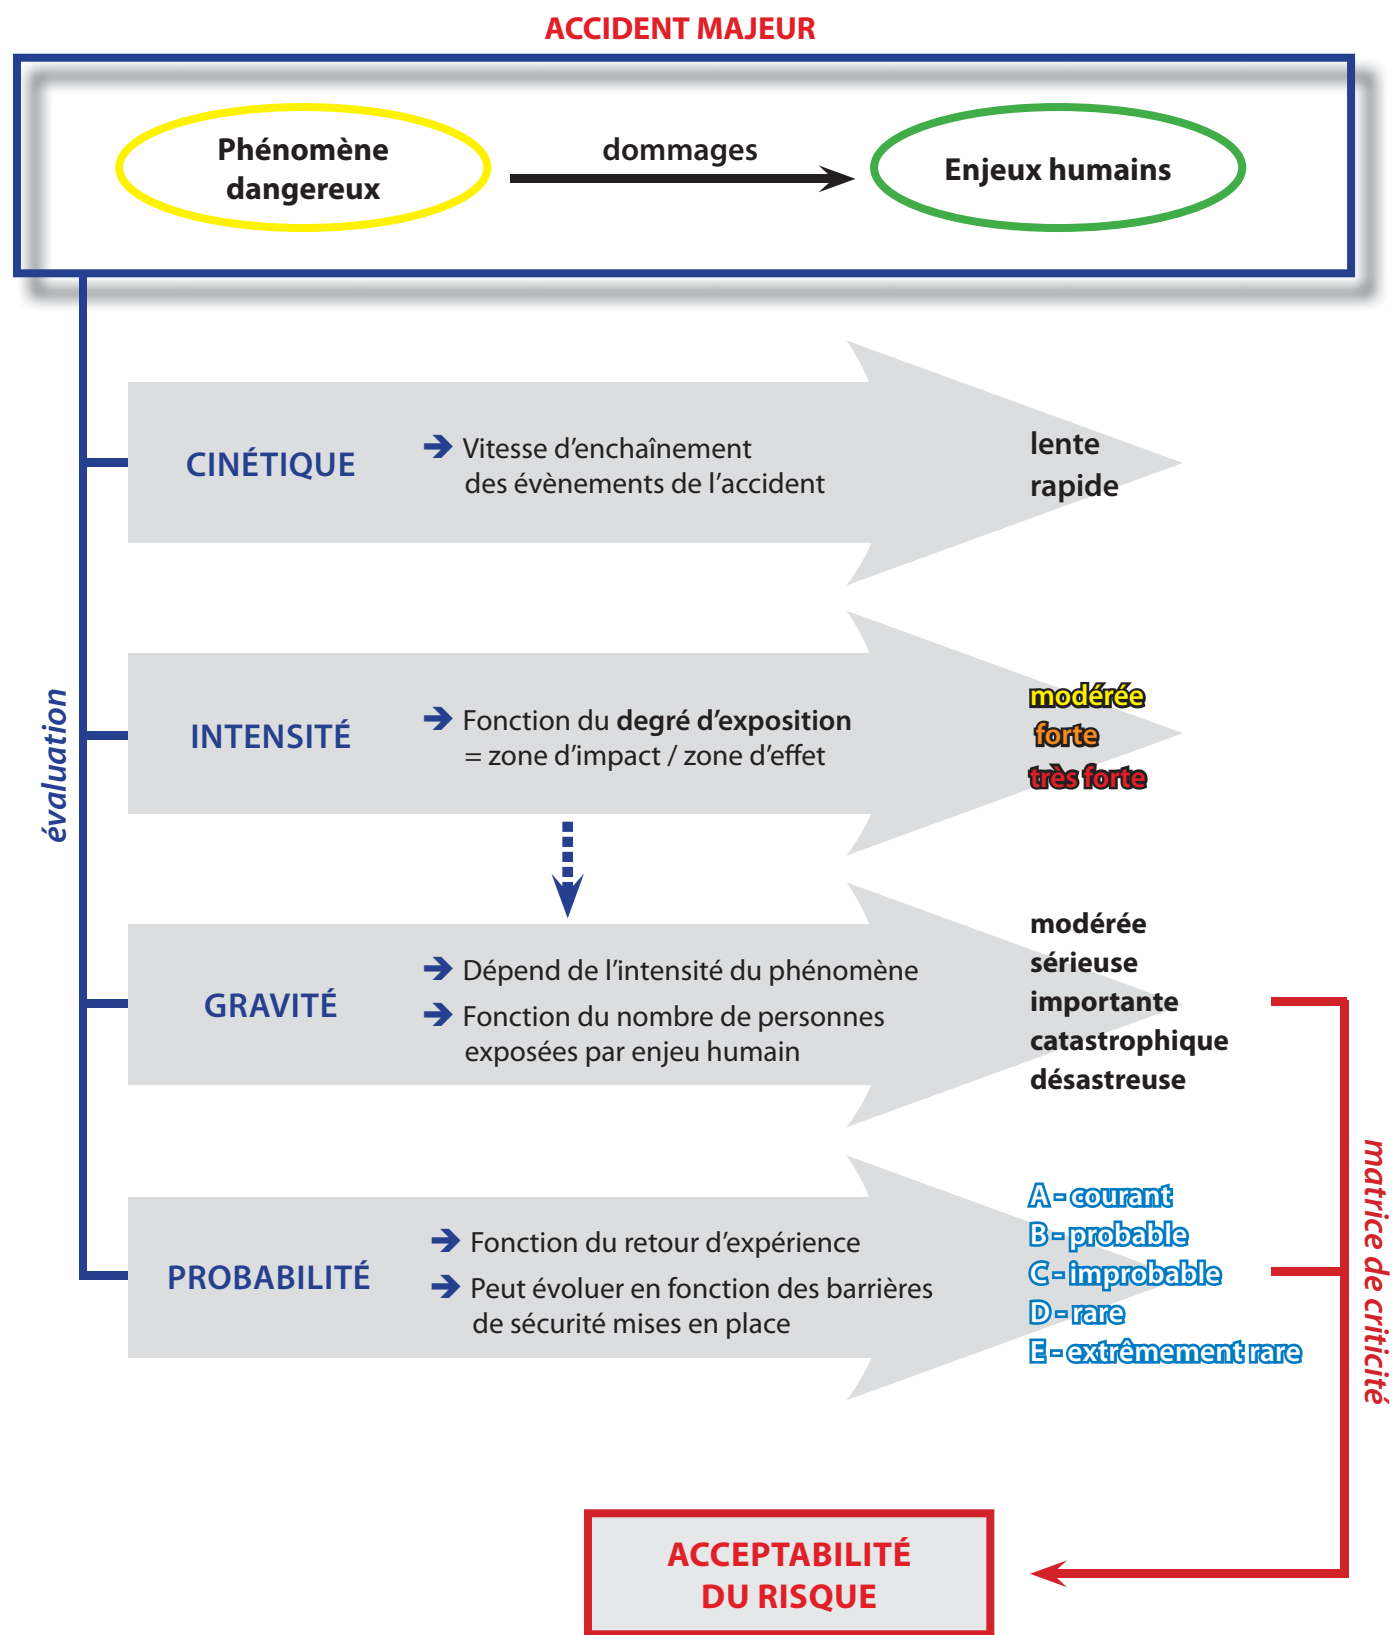 ACCIDENT MAJEUR
Phénomène
dangereux
dommages
Enjeux humains
évaluation
CINÉTIQUE
Vitesse d’enchaînement
des évènements de l’accident
lente
rapide
INTENSITÉ
Fonction du degré d’exposition
= zone d’impact / zone d’effet
modérée
forte
très forte
GRAVITÉ
Dépend de l’intensité du phénomène
Fonction du nombre de personnes
exposées par enjeu humain
modérée
sérieuse
importante
catastrophique
désastreuse
PROBABILITÉ
Fonction du retour d’expérience
Peut évoluer en fonction des barrières
de sécurité mises en place
A - courant
B - probable
C - improbable
D - rare
E - extrêmement rare
matrice de criticité
ACCEPTABILITÉ
DU RISQUE